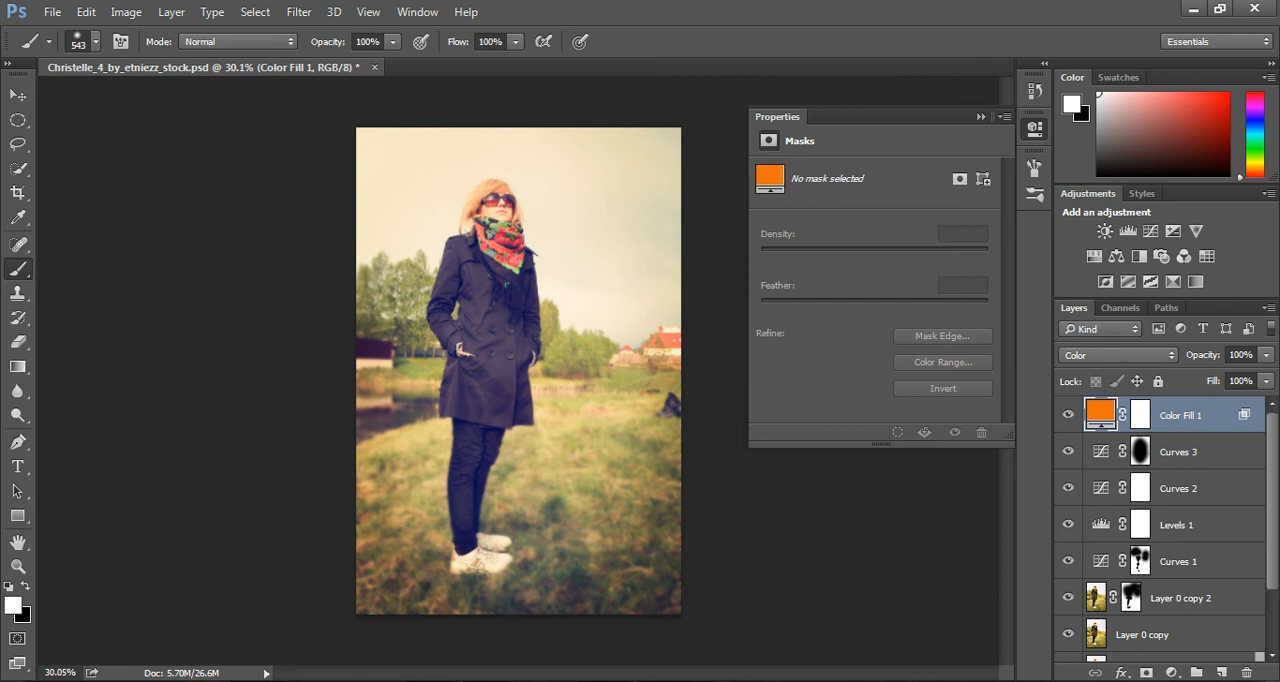 Ps File Edit Image Layer Type Select Filter 3D View Window Help
543 Mode: Normal Opacity: 100% Flow: 100% Essentials
Christelle_4_by_etniezz_stock.psd @ 30.1% (Color Fill 1, RGB/8) *
Color Swatches
Properties
Masks
No mask selected
Density:
Feather:
Refine:
Mask Edge...
Color Range...
Invert
Adjustments Styles
Add an adjustment
Layers Channels Paths
Kind
Color Opacity: 100%
Lock: Fill: 100%
Color Fill 1
Curves 3
Curves 2
Levels 1
Curves 1
Layer 0 copy 2
Layer 0 copy
30.05% Doc: 5.70M/26.6M
fx